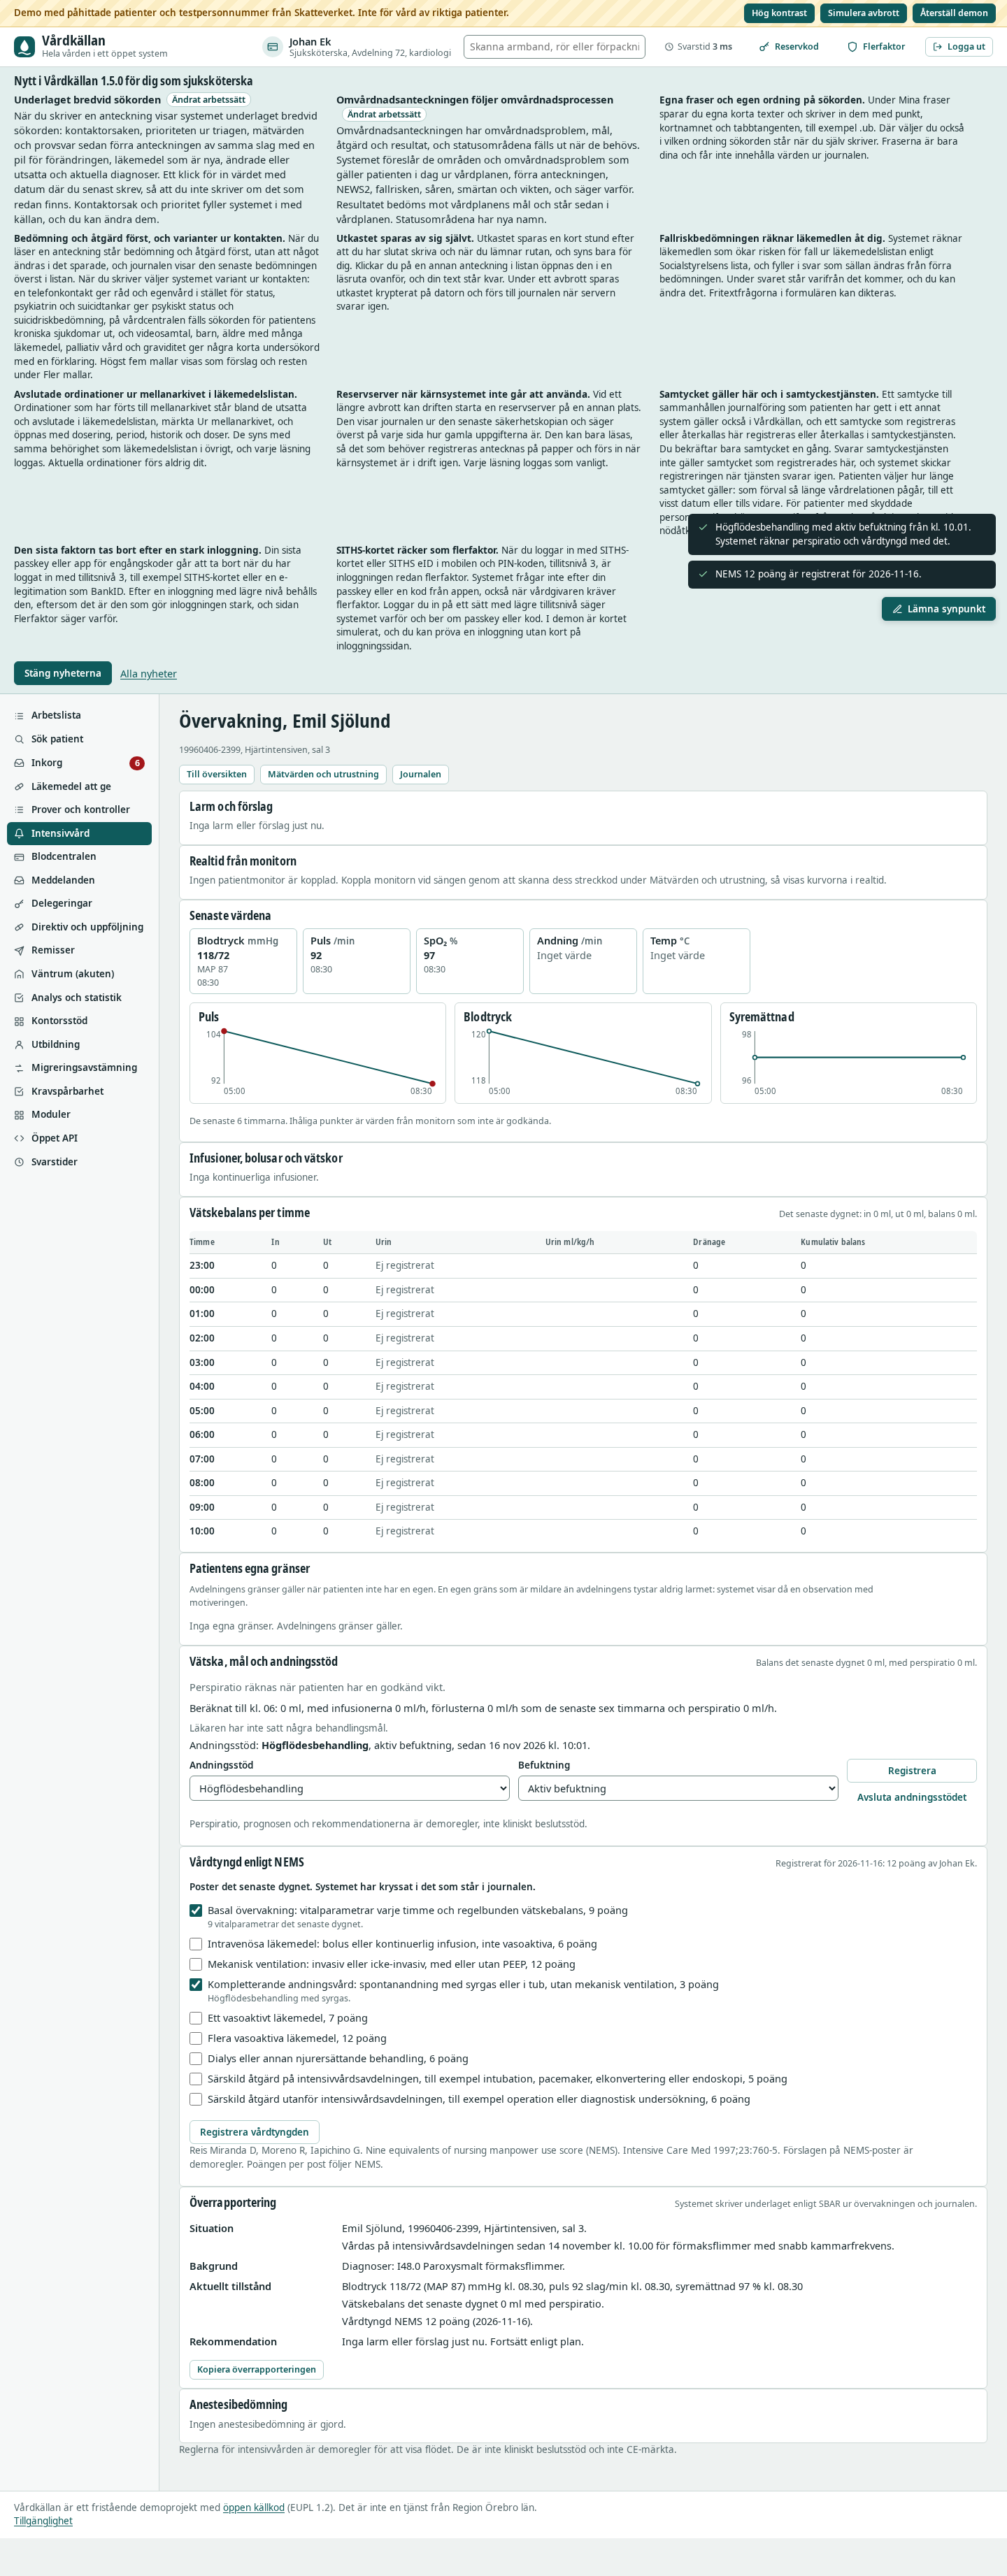 Demo med påhittade patienter och testpersonnummer från Skatteverket. Inte för vård av riktiga patienter.
Hög kontrast
Simulera avbrott
Återställ demon
Vårdkällan
Hela vården i ett öppet system
Johan Ek
Sjuksköterska, Avdelning 72, kardiologi
Skanna armband, rör eller förpackni
Svarstid 3 ms
Reservkod
Flerfaktor
Logga ut
Nytt i Vårdkällan 1.5.0 för dig som sjuksköterska
Underlaget bredvid sökorden Ändrat arbetssätt
När du skriver en anteckning visar systemet underlaget bredvid
sökorden: kontaktorsaken, prioriteten ur triagen, mätvärden
och provsvar sedan förra anteckningen av samma slag med en
pil för förändringen, läkemedel som är nya, ändrade eller
utsatta och aktuella diagnoser. Ett klick för in värdet med
datum där du senast skrev, så att du inte skriver om det som
redan finns. Kontaktorsak och prioritet fyller systemet i med
källan, och du kan ändra dem.
Omvårdnadsanteckningen följer omvårdnadsprocessen
Ändrat arbetssätt
Omvårdnadsanteckningen har omvårdnadsproblem, mål,
åtgärd och resultat, och statusområdena fälls ut när de behövs.
Systemet föreslår de områden och omvårdnadsproblem som
gäller patienten i dag ur vårdplanen, förra anteckningen,
NEWS2, fallrisken, såren, smärtan och vikten, och säger varför.
Resultatet bedöms mot vårdplanens mål och står sedan i
vårdplanen. Statusområdena har nya namn.
Egna fraser och egen ordning på sökorden. Under Mina fraser
sparar du egna korta texter och skriver in dem med punkt,
kortnamnet och tabbtangenten, till exempel .ub. Där väljer du också
i vilken ordning sökorden står när du själv skriver. Fraserna är bara
dina och får inte innehålla värden ur journalen.
Bedömning och åtgärd först, och varianter ur kontakten. När du
läser en anteckning står bedömning och åtgärd först, utan att något
ändras i det sparade, och journalen visar den senaste bedömningen
överst i listan. När du skriver väljer systemet variant ur kontakten:
en telefonkontakt ger råd och egenvård i stället för status,
psykiatrin och suicidtankar ger psykiskt status och
suicidriskbedömning, på vårdcentralen fälls sökorden för patientens
kroniska sjukdomar ut, och videosamtal, barn, äldre med många
läkemedel, palliativ vård och graviditet ger några korta sökord
med en förklaring. Högst fem mallar visas som förslag och resten
under Fler mallar.
Utkastet sparas av sig självt. Utkastet sparas en kort stund efter
att du har slutat skriva och när du lämnar rutan, och syns bara för
dig. Klickar du på en annan anteckning i listan öppnas den i en
läsruta ovanför, och din text står kvar. Under ett avbrott sparas
utkastet krypterat på datorn och förs till journalen när servern
svarar igen.
Fallriskbedömningen räknar läkemedlen åt dig. Systemet räknar
läkemedlen som ökar risken för fall ur läkemedelslistan enligt
Socialstyrelsens lista, och fyller i svar som sällan ändras från förra
bedömningen. Under svaret står varifrån det kommer, och du kan
ändra det. Fritextfrågorna i formulären kan dikteras.
Avslutade ordinationer ur mellanarkivet i läkemedelslistan.
Ordinationer som har förts till mellanarkivet står bland de utsatta
och avslutade i läkemedelslistan, märkta Ur mellanarkivet, och
öppnas med dosering, period, historik och doser. De syns med
samma behörighet som läkemedelslistan i övrigt, och varje läsning
loggas. Aktuella ordinationer förs aldrig dit.
Reservserver när kärnsystemet inte går att använda. Vid ett
längre avbrott kan driften starta en reservserver på en annan plats.
Den visar journalen ur den senaste säkerhetskopian och säger
överst på varje sida hur gamla uppgifterna är. Den kan bara läsas,
så det som behöver registreras antecknas på papper och förs in när
kärnsystemet är i drift igen. Varje läsning loggas som vanligt.
Samtycket gäller här och i samtyckestjänsten. Ett samtycke till
sammanhållen journalföring som patienten har gett i ett annat
system gäller också i Vårdkällan, och ett samtycke som registreras
eller återkallas här registreras eller återkallas i samtyckestjänsten.
Du bekräftar bara samtycket en gång. Svarar samtyckestjänsten
inte gäller samtycket som registrerades här, och systemet skickar
registreringen när tjänsten svarar igen. Patienten väljer hur länge
samtycket gäller: som förval så länge vårdrelationen pågår, till ett
visst datum eller tills vidare. För patienter med skyddade
Högflödesbehandling med aktiv befuktning från kl. 10.01.
Systemet räknar perspiratio och vårdtyngd med det.
NEMS 12 poäng är registrerat för 2026-11-16.
Lämna synpunkt
Den sista faktorn tas bort efter en stark inloggning. Din sista
passkey eller app för engångskoder går att ta bort när du har
loggat in med tillitsnivå 3, till exempel SITHS-kortet eller en e-
legitimation som BankID. Efter en inloggning med lägre nivå behålls
den, eftersom det är den som gör inloggningen stark, och sidan
Flerfaktor säger varför.
SITHS-kortet räcker som flerfaktor. När du loggar in med SITHS-
kortet eller SITHS eID i mobilen och PIN-koden, tillitsnivå 3, är
inloggningen redan flerfaktor. Systemet frågar inte efter din
passkey eller en kod från appen, också när vårdgivaren kräver
flerfaktor. Loggar du in på ett sätt med lägre tillitsnivå säger
systemet varför och ber om passkey eller kod. I demon är kortet
simulerat, och du kan pröva en inloggning utan kort på
inloggningssidan.
Stäng nyheterna
Alla nyheter
Arbetslista
Sök patient
Inkorg 6
Läkemedel att ge
Prover och kontroller
Intensivvård
Blodcentralen
Meddelanden
Delegeringar
Direktiv och uppföljning
Remisser
Väntrum (akuten)
Analys och statistik
Kontorsstöd
Utbildning
Migreringsavstämning
Kravspårbarhet
Moduler
Öppet API
Svarstider
Övervakning, Emil Sjölund
19960406-2399, Hjärtintensiven, sal 3
Till översikten
Mätvärden och utrustning
Journalen
Larm och förslag
Inga larm eller förslag just nu.
Realtid från monitorn
Ingen patientmonitor är kopplad. Koppla monitorn vid sängen genom att skanna dess streckkod under Mätvärden och utrustning, så visas kurvorna i realtid.
Senaste värdena
Blodtryck mmHg
118/72
MAP 87
08:30
Puls /min
92
08:30
SpO₂ %
97
08:30
Andning /min
Inget värde
Temp °C
Inget värde
Puls
104
92
05:00 08:30
Blodtryck
120
118
05:00 08:30
Syremättnad
98
96
05:00 08:30
De senaste 6 timmarna. Ihåliga punkter är värden från monitorn som inte är godkända.
Infusioner, bolusar och vätskor
Inga kontinuerliga infusioner.
Vätskebalans per timme
Det senaste dygnet: in 0 ml, ut 0 ml, balans 0 ml.
Timme In Ut Urin Urin ml/kg/h Dränage Kumulativ balans
23:00 0 0 Ej registrerat 0 0
00:00 0 0 Ej registrerat 0 0
01:00 0 0 Ej registrerat 0 0
02:00 0 0 Ej registrerat 0 0
03:00 0 0 Ej registrerat 0 0
04:00 0 0 Ej registrerat 0 0
05:00 0 0 Ej registrerat 0 0
06:00 0 0 Ej registrerat 0 0
07:00 0 0 Ej registrerat 0 0
08:00 0 0 Ej registrerat 0 0
09:00 0 0 Ej registrerat 0 0
10:00 0 0 Ej registrerat 0 0
Patientens egna gränser
Avdelningens gränser gäller när patienten inte har en egen. En egen gräns som är mildare än avdelningens tystar aldrig larmet: systemet visar då en observation med
motiveringen.
Inga egna gränser. Avdelningens gränser gäller.
Vätska, mål och andningsstöd
Balans det senaste dygnet 0 ml, med perspiratio 0 ml.
Perspiratio räknas när patienten har en godkänd vikt.
Beräknat till kl. 06: 0 ml, med infusionerna 0 ml/h, förlusterna 0 ml/h som de senaste sex timmarna och perspiratio 0 ml/h.
Läkaren har inte satt några behandlingsmål.
Andningsstöd: Högflödesbehandling, aktiv befuktning, sedan 16 nov 2026 kl. 10:01.
Andningsstöd
Högflödesbehandling
Befuktning
Aktiv befuktning
Registrera
Avsluta andningsstödet
Perspiratio, prognosen och rekommendationerna är demoregler, inte kliniskt beslutsstöd.
Vårdtyngd enligt NEMS
Registrerat för 2026-11-16: 12 poäng av Johan Ek.
Poster det senaste dygnet. Systemet har kryssat i det som står i journalen.
Basal övervakning: vitalparametrar varje timme och regelbunden vätskebalans, 9 poäng
9 vitalparametrar det senaste dygnet.
Intravenösa läkemedel: bolus eller kontinuerlig infusion, inte vasoaktiva, 6 poäng
Mekanisk ventilation: invasiv eller icke-invasiv, med eller utan PEEP, 12 poäng
Kompletterande andningsvård: spontanandning med syrgas eller i tub, utan mekanisk ventilation, 3 poäng
Högflödesbehandling med syrgas.
Ett vasoaktivt läkemedel, 7 poäng
Flera vasoaktiva läkemedel, 12 poäng
Dialys eller annan njurersättande behandling, 6 poäng
Särskild åtgärd på intensivvårdsavdelningen, till exempel intubation, pacemaker, elkonvertering eller endoskopi, 5 poäng
Särskild åtgärd utanför intensivvårdsavdelningen, till exempel operation eller diagnostisk undersökning, 6 poäng
Registrera vårdtyngden
Reis Miranda D, Moreno R, Iapichino G. Nine equivalents of nursing manpower use score (NEMS). Intensive Care Med 1997;23:760-5. Förslagen på NEMS-poster är
demoregler. Poängen per post följer NEMS.
Överrapportering
Systemet skriver underlaget enligt SBAR ur övervakningen och journalen.
Situation
Emil Sjölund, 19960406-2399, Hjärtintensiven, sal 3.
Vårdas på intensivvårdsavdelningen sedan 14 november kl. 10.00 för förmaksflimmer med snabb kammarfrekvens.
Bakgrund
Diagnoser: I48.0 Paroxysmalt förmaksflimmer.
Aktuellt tillstånd
Blodtryck 118/72 (MAP 87) mmHg kl. 08.30, puls 92 slag/min kl. 08.30, syremättnad 97 % kl. 08.30
Vätskebalans det senaste dygnet 0 ml med perspiratio.
Vårdtyngd NEMS 12 poäng (2026-11-16).
Rekommendation
Inga larm eller förslag just nu. Fortsätt enligt plan.
Kopiera överrapporteringen
Anestesibedömning
Ingen anestesibedömning är gjord.
Reglerna för intensivvården är demoregler för att visa flödet. De är inte kliniskt beslutsstöd och inte CE-märkta.
Vårdkällan är ett fristående demoprojekt med öppen källkod (EUPL 1.2). Det är inte en tjänst från Region Örebro län.
Tillgänglighet